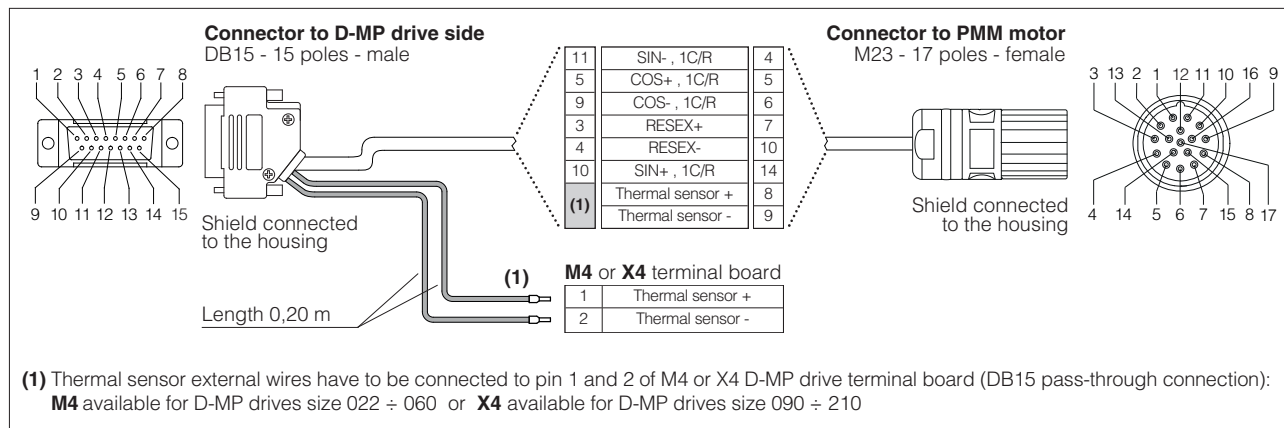 Connector to D-MP drive side
DB15 - 15 poles - male
1 2 3 4 5 6 7 8
9 10 11 12 13 14 15
Shield connected
to the housing
Length 0,20 m
11 SIN- , 1C/R 4
5 COS+ , 1C/R 5
9 COS- , 1C/R 6
3 RESEX+ 7
4 RESEX- 10
10 SIN+ , 1C/R 14
(1) Thermal sensor + 8
Thermal sensor - 9
(1)
M4 or X4 terminal board
1 Thermal sensor +
2 Thermal sensor -
Connector to PMM motor
M23 - 17 poles - female
Shield connected
to the housing
3 13 2 1 12 11 10 16 9
4 14 5 6 7 15 8 17
(1) Thermal sensor external wires have to be connected to pin 1 and 2 of M4 or X4 D-MP drive terminal board (DB15 pass-through connection):
M4 available for D-MP drives size 022 ÷ 060 or X4 available for D-MP drives size 090 ÷ 210